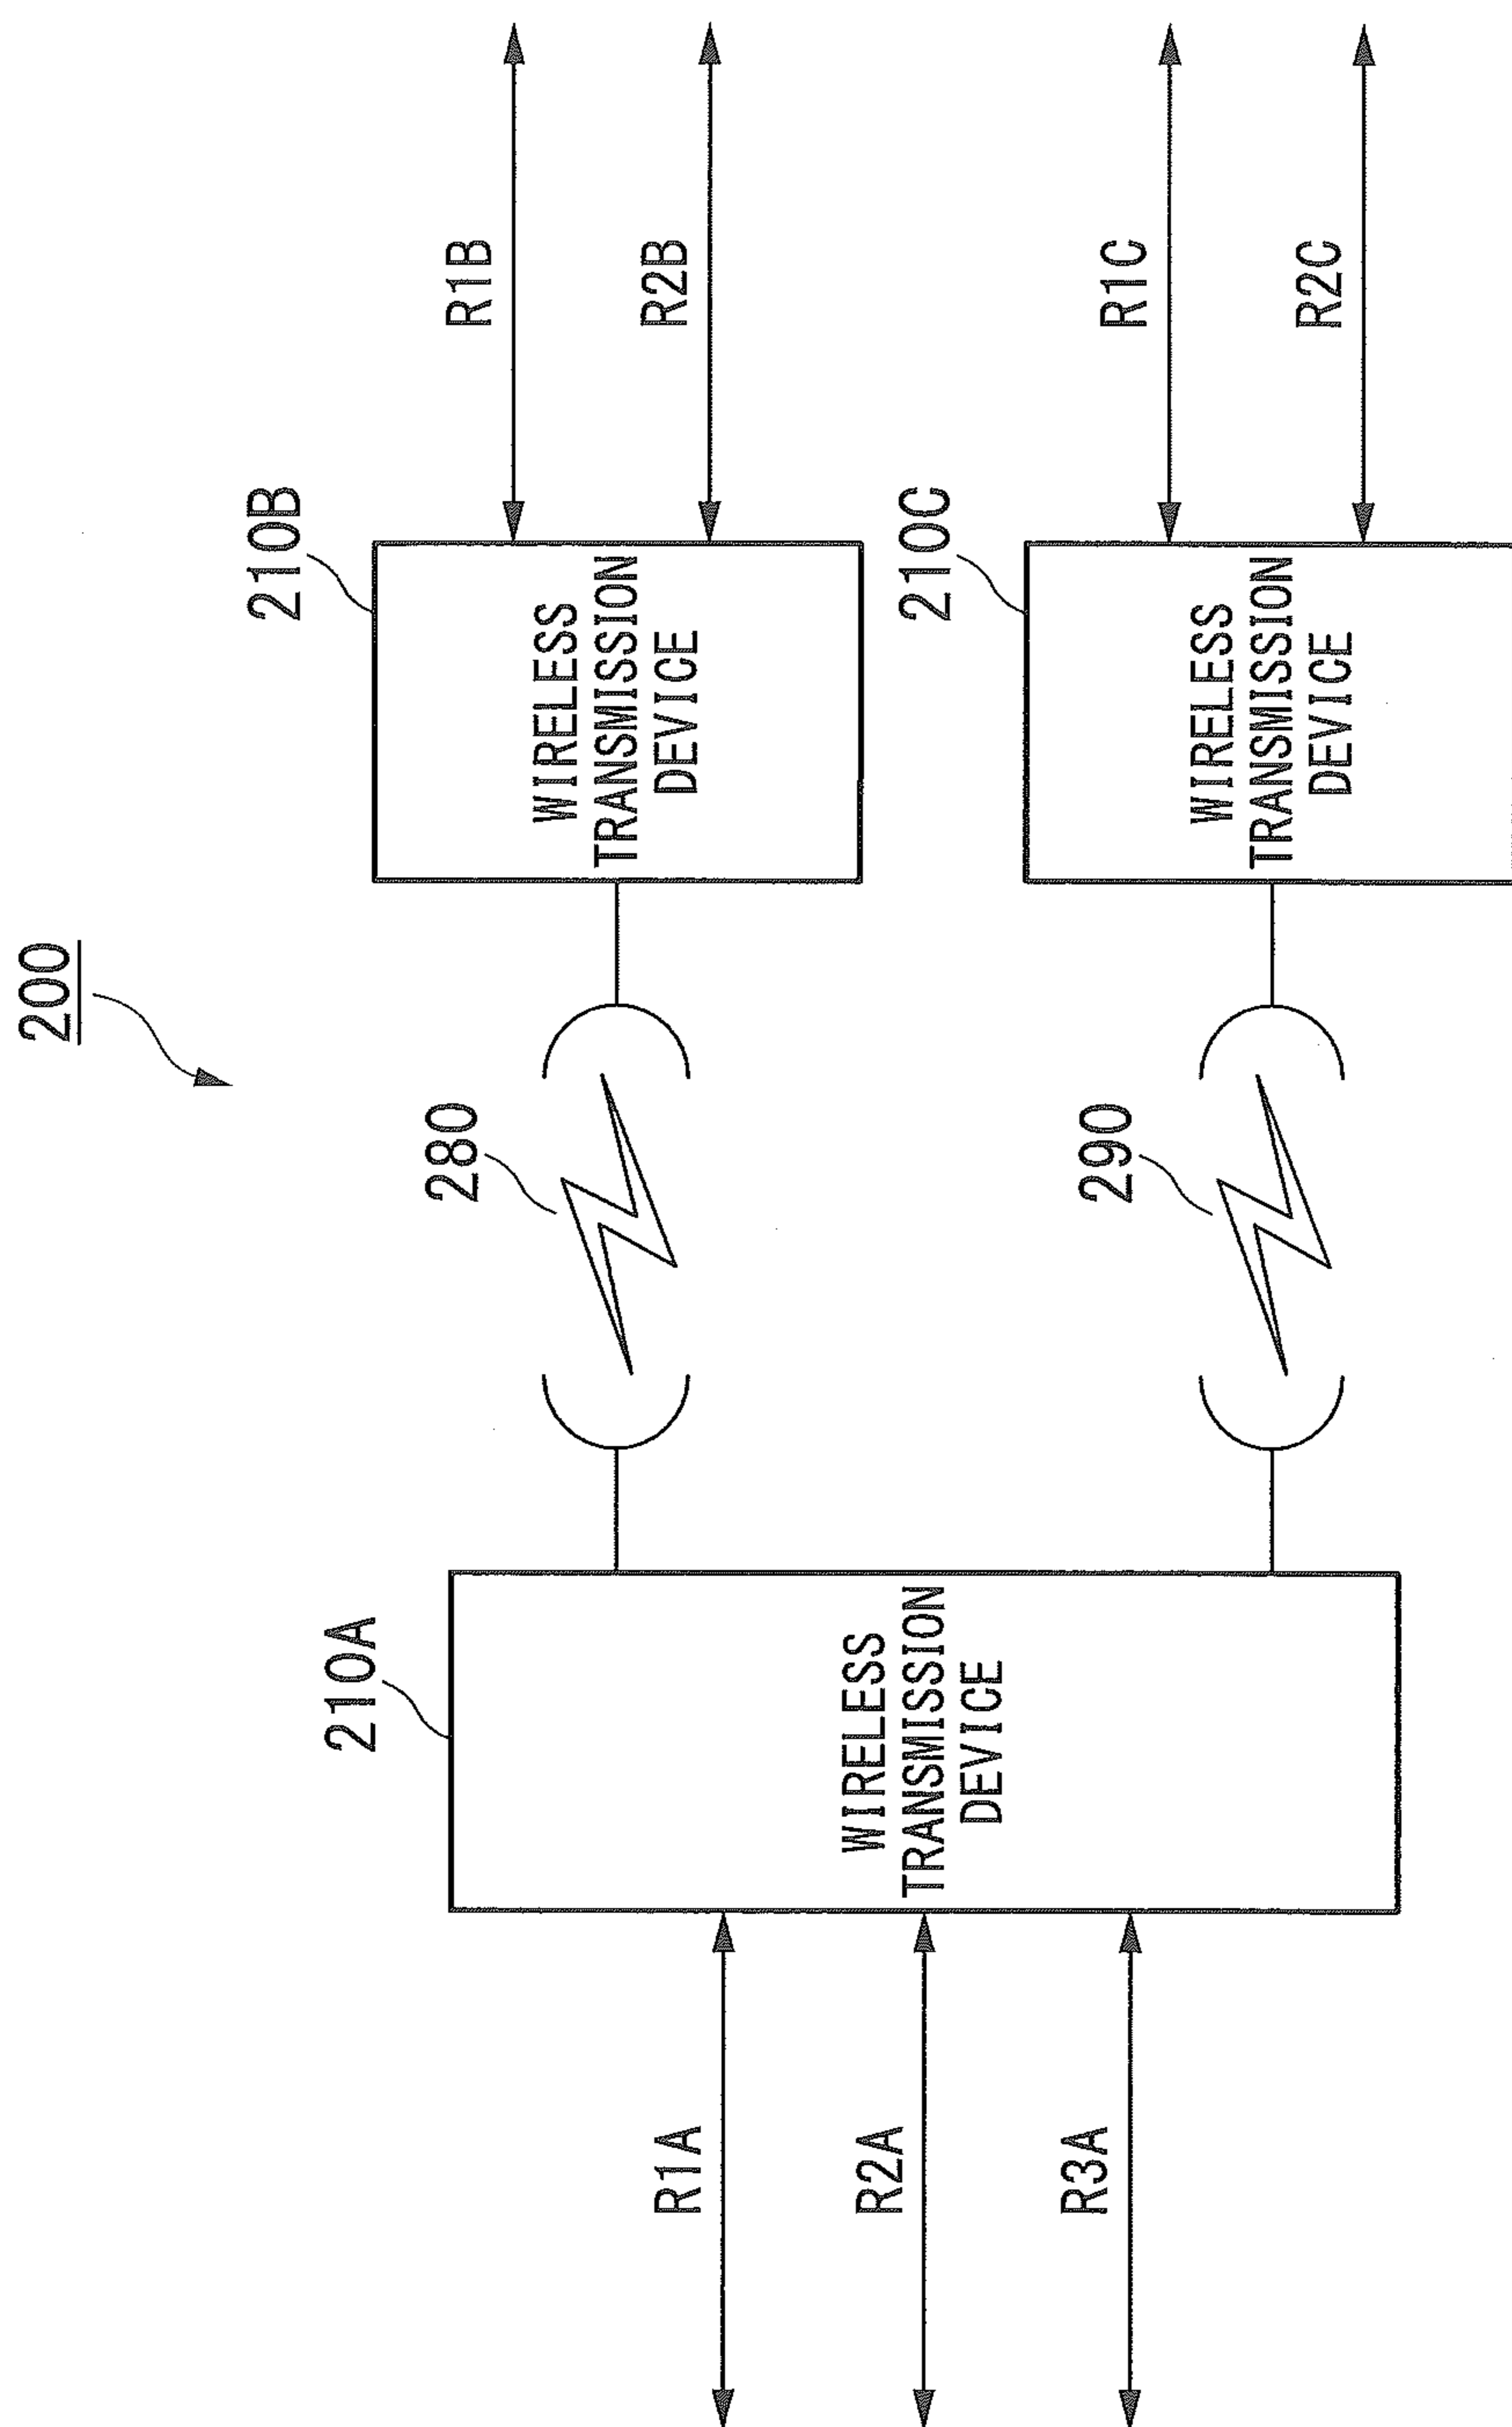 200
210A
WIRELESS
TRANSMISSION
DEVICE
R1A
R2A
R3A
280
290
210B
WIRELESS
TRANSMISSION
DEVICE
R1B
R2B
210C
WIRELESS
TRANSMISSION
DEVICE
R1C
R2C